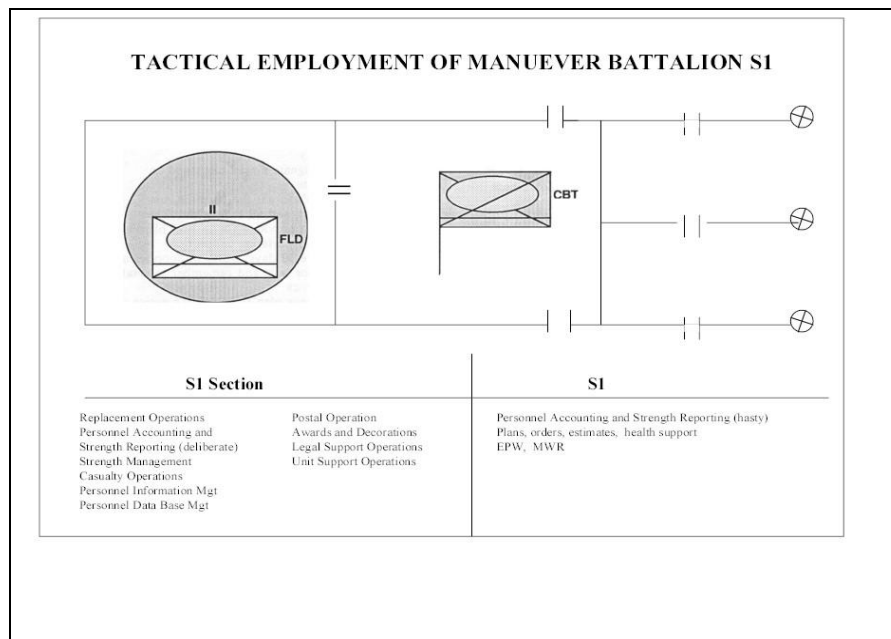 TACTICAL EMPLOYMENT OF MANUEVER BATTALION S1
II
FLD
CBT
S1 Section
Replacement Operations
Personnel Accounting and
Strength Reporting (deliberate)
Strength Management
Casualty Operations
Personnel Information Mgt
Personnel Data Base Mgt
Postal Operation
Awards and Decorations
Legal Support Operations
Unit Support Operations
S1
Personnel Accounting and Strength Reporting (hasty)
Plans, orders, estimates, health support
EPW, MWR